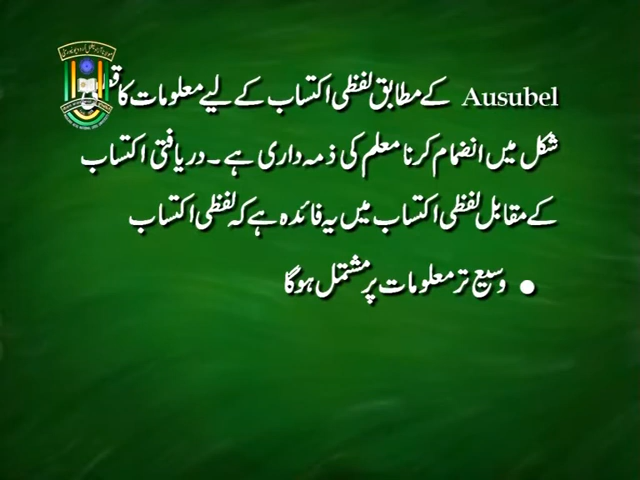 Ausubel کے مطابق لفظی اکتساب کے لیے معلومات کا
شکل میں انضمام کرنا معلم کی ذمہ داری ہے ۔ دریافتی اکتساب
کے مقابل لفظی اکتساب میں یہ فائدہ ہے کہ لفظی اکتساب
● وسیع تر معلومات پر مشتمل ہوگا